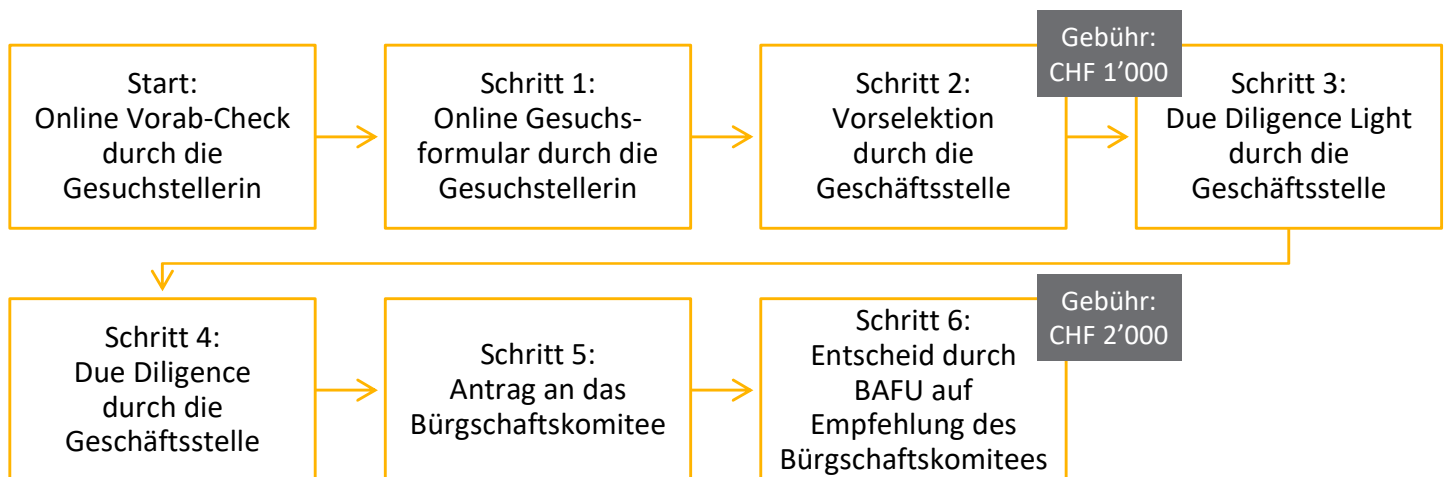 Start:
Online Vorab-Check
durch die
Gesuchstellerin
Schritt 1:
Online Gesuchs-
formular durch die
Gesuchstellerin
Schritt 2:
Vorselektion
durch die
Geschäftsstelle
Gebühr:
CHF 1’000
Schritt 3:
Due Diligence Light
durch die
Geschäftsstelle
Schritt 4:
Due Diligence
durch die
Geschäftsstelle
Schritt 5:
Antrag an das
Bürgschaftskomitee
Schritt 6:
Entscheid durch
BAFU auf
Empfehlung des
Bürgschaftskomitees
Gebühr:
CHF 2’000